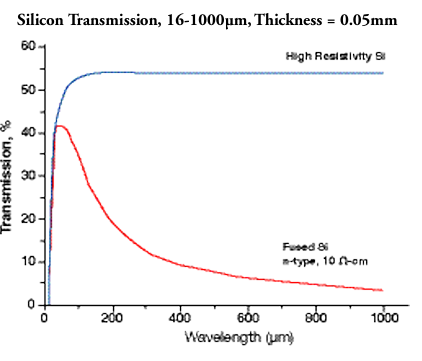 Silicon Transmission, 16-1000µm, Thickness = 0.05mm
60
High Resistivity Si
50
40
Transmission, %
30
20
Fused Si
n-type, 10 Ω-cm
10
0
0 200 400 600 800 1000
Wavelength (µm)